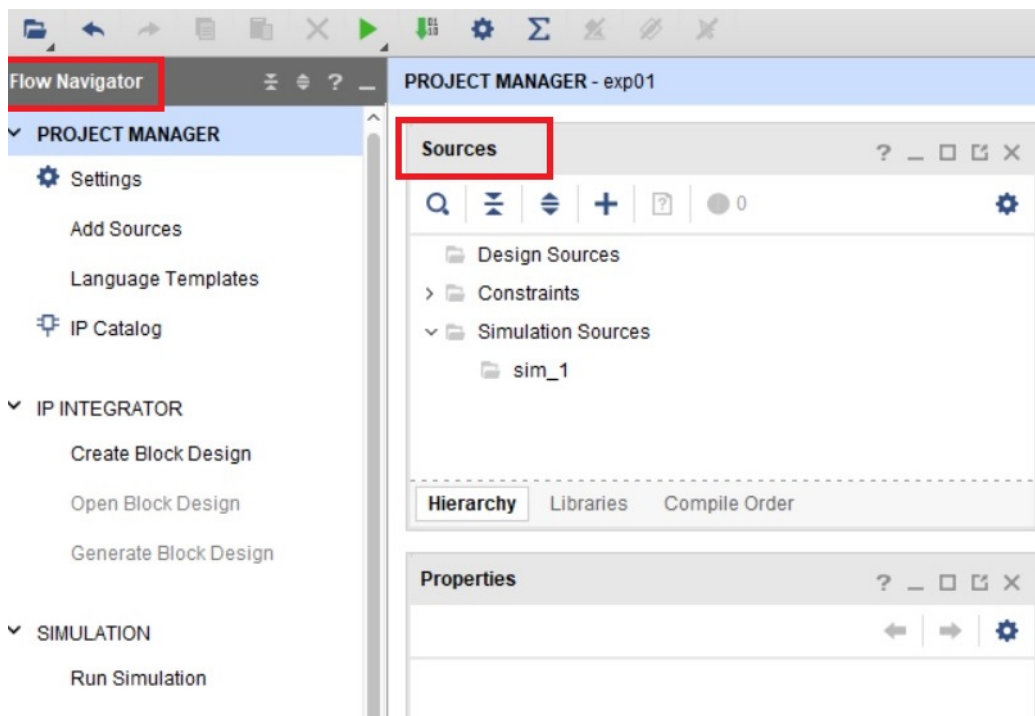 Flow Navigator
PROJECT MANAGER
Settings
Add Sources
Language Templates
IP Catalog
IP INTEGRATOR
Create Block Design
Open Block Design
Generate Block Design
SIMULATION
Run Simulation
PROJECT MANAGER - exp01
Sources
0
Design Sources
Constraints
Simulation Sources
sim_1
Hierarchy Libraries Compile Order
Properties